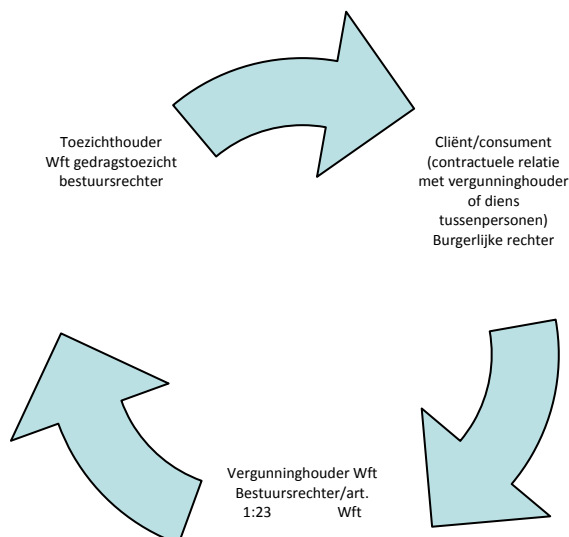 Toezichthouder
Wft gedragstoezicht
bestuursrechter
Cliënt/consument
(contractuele relatie
met vergunninghouder
of diens
tussenpersonen)
Burgerlijke rechter
Vergunninghouder Wft
Bestuursrechter/art.
1:23 Wft